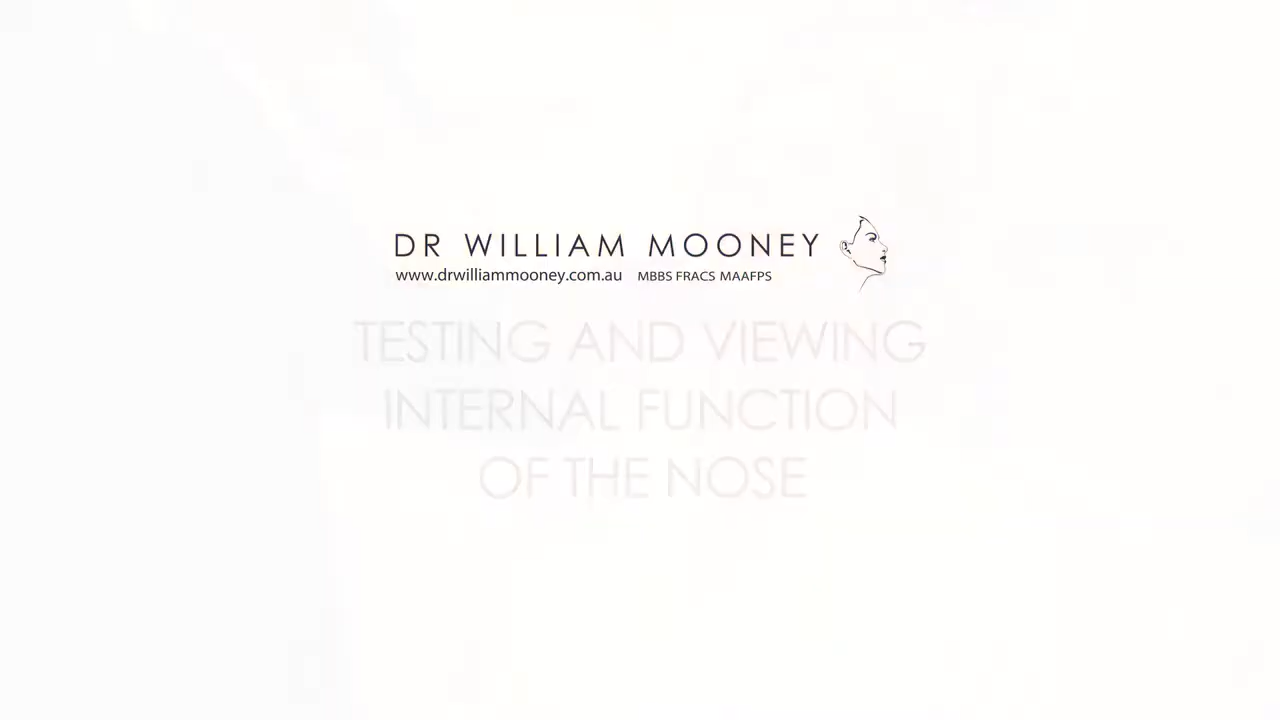 DR WILLIAM MOONEY
www.drwilliammooney.com.au MBBS FRACS MAAFPS
TESTING AND VIEWING
INTERNAL FUNCTION
OF THE NOSE